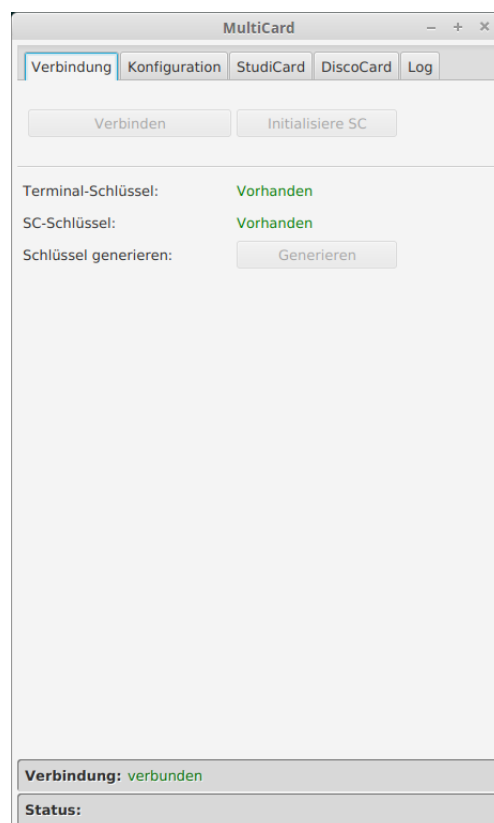 MultiCard
Verbindung Konfiguration StudiCard DiscoCard Log
Verbinden Initialisiere SC
Terminal-Schlüssel: Vorhanden
SC-Schlüssel: Vorhanden
Schlüssel generieren: Generieren
Verbindung: verbunden
Status: